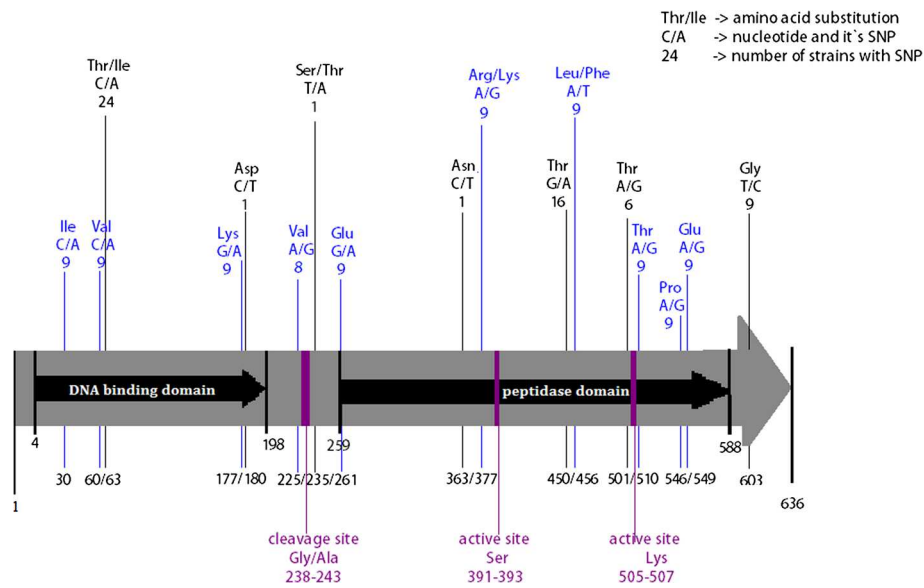 Thr/Ile -> amino acid substitution
C/A -> nucleotide and it`s SNP
24 -> number of strains with SNP
Thr/Ile
C/A
24
Ser/Thr
T/A
1
Arg/Lys
A/G
9
Leu/Phe
A/T
9
Asp
C/T
1
Asn
C/T
1
Thr
G/A
16
Thr
A/G
6
Gly
T/C
9
Ile
C/A
9
Val
C/A
9
Lys
G/A
9
Val
A/G
8
Glu
G/A
9
Thr
A/G
9
Glu
A/G
9
Pro
A/G
9
DNA binding domain
peptidase domain
4
198
259
588
30
60/63
177/180
225/235/261
363/377
450/456
501/510
546/549
603
1
636
cleavage site
Gly/Ala
238-243
active site
Ser
391-393
active site
Lys
505-507